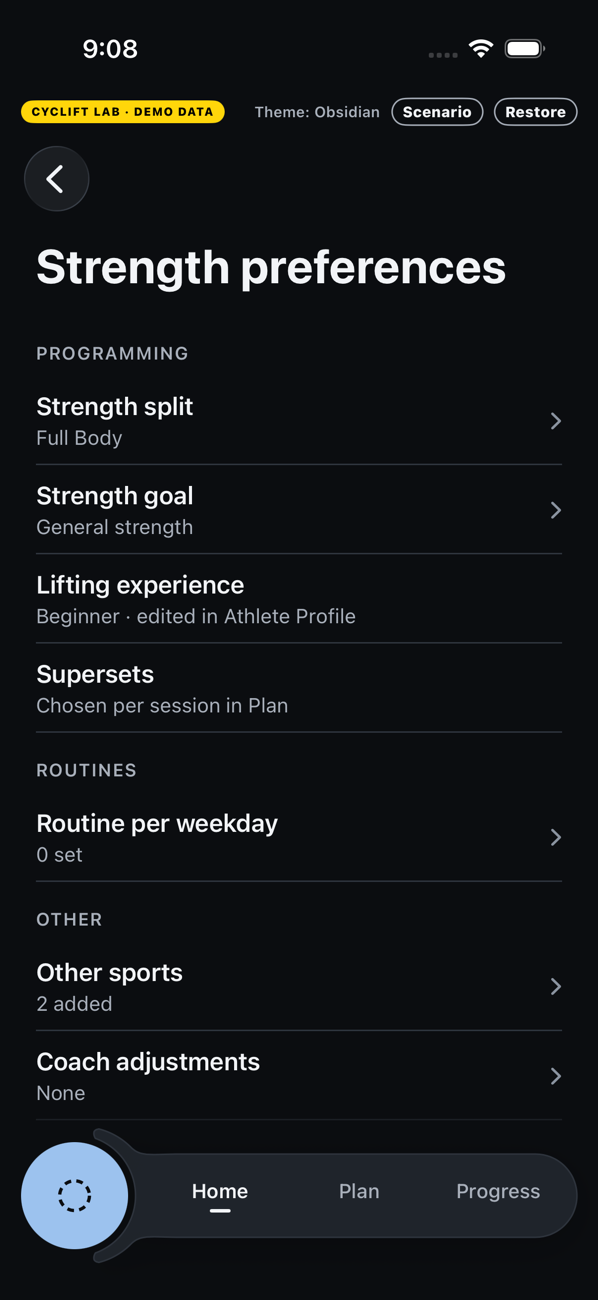 9:08
CYCLIFT LAB · DEMO DATA
Theme: Obsidian
Scenario
Restore
Strength preferences
PROGRAMMING
Strength split
Full Body
Strength goal
General strength
Lifting experience
Beginner · edited in Athlete Profile
Supersets
Chosen per session in Plan
ROUTINES
Routine per weekday
0 set
OTHER
Other sports
2 added
Coach adjustments
None
Home
Plan
Progress